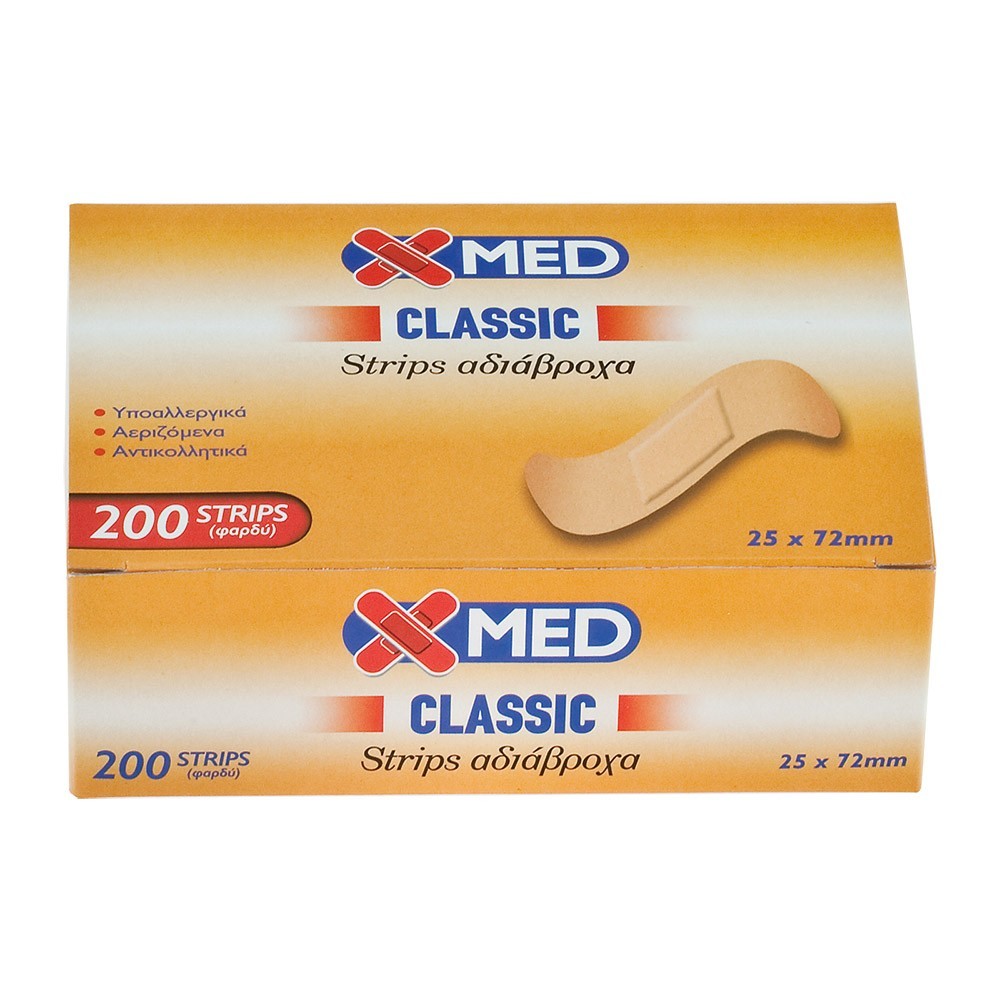 MED
CLASSIC
Strips αδιάβροχα
• Υποαλλεργικά
• Αεριζόμενα
• Αντικολλητικά
200 STRIPS
(φαρδύ)
25 x 72mm
MED
CLASSIC
Strips αδιάβροχα
200 STRIPS
(φαρδύ)
25 x 72mm